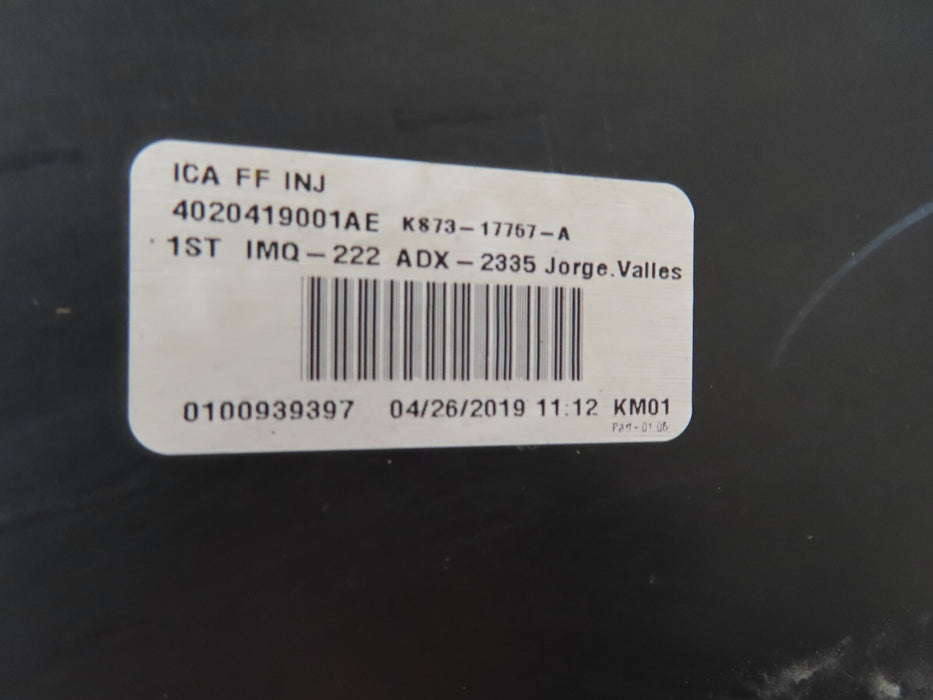 ICA FF INJ
4020419001AE K873-17757-A
1ST IMQ-222 ADX-2335 Jorge.Valles
0100939397 04/26/2019 11:12 KM01